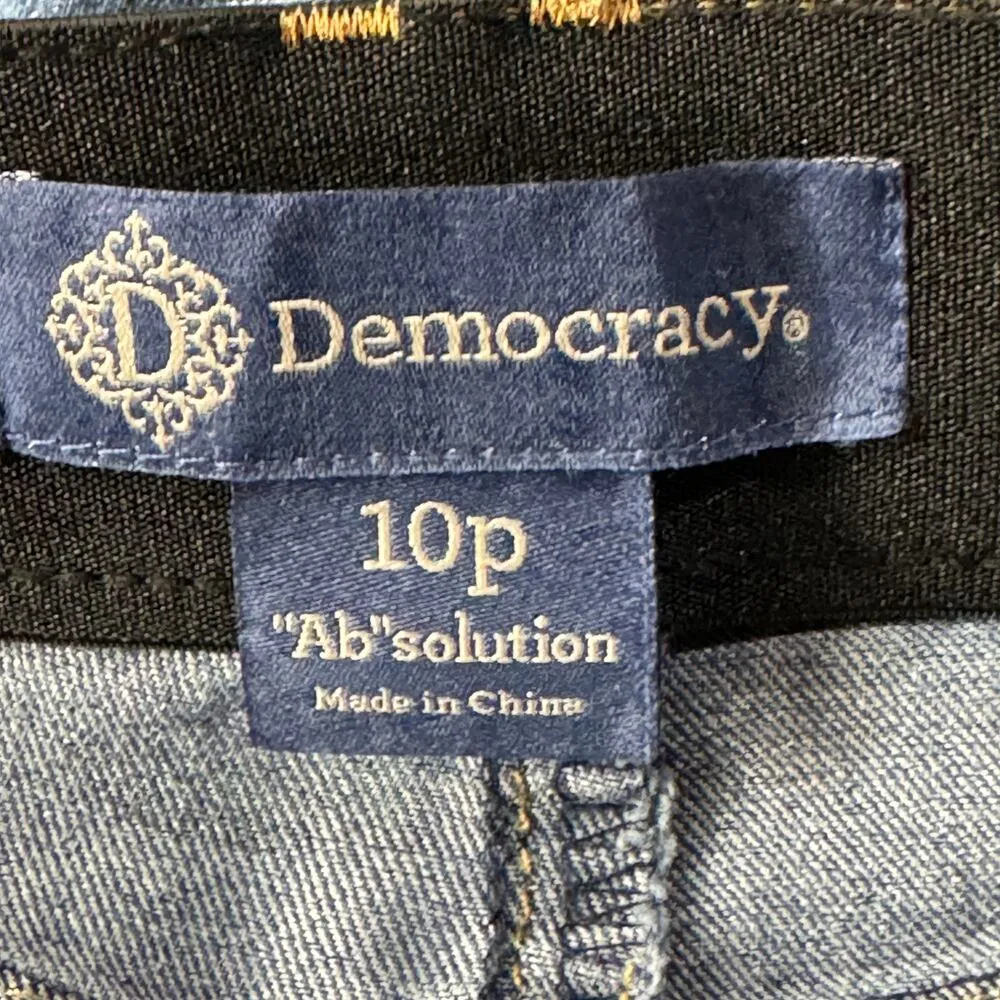 D Democracy®
10p
"Ab"solution
Made in China